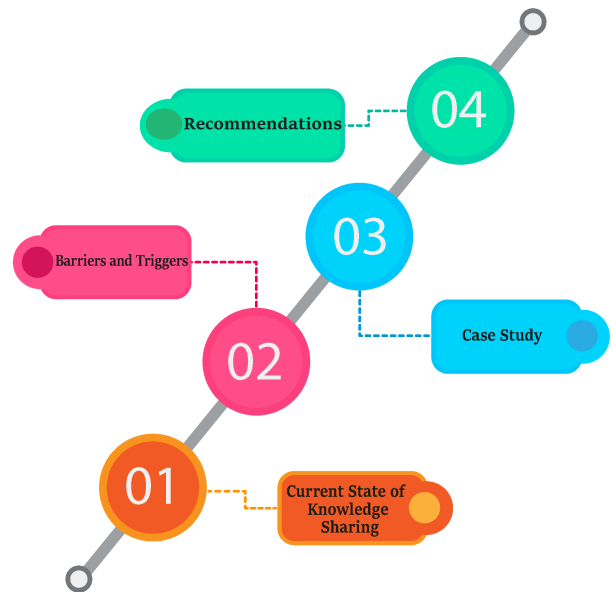 04
Recommendations
03
Barriers and Triggers
Case Study
02
01
Current State of
Knowledge
Sharing